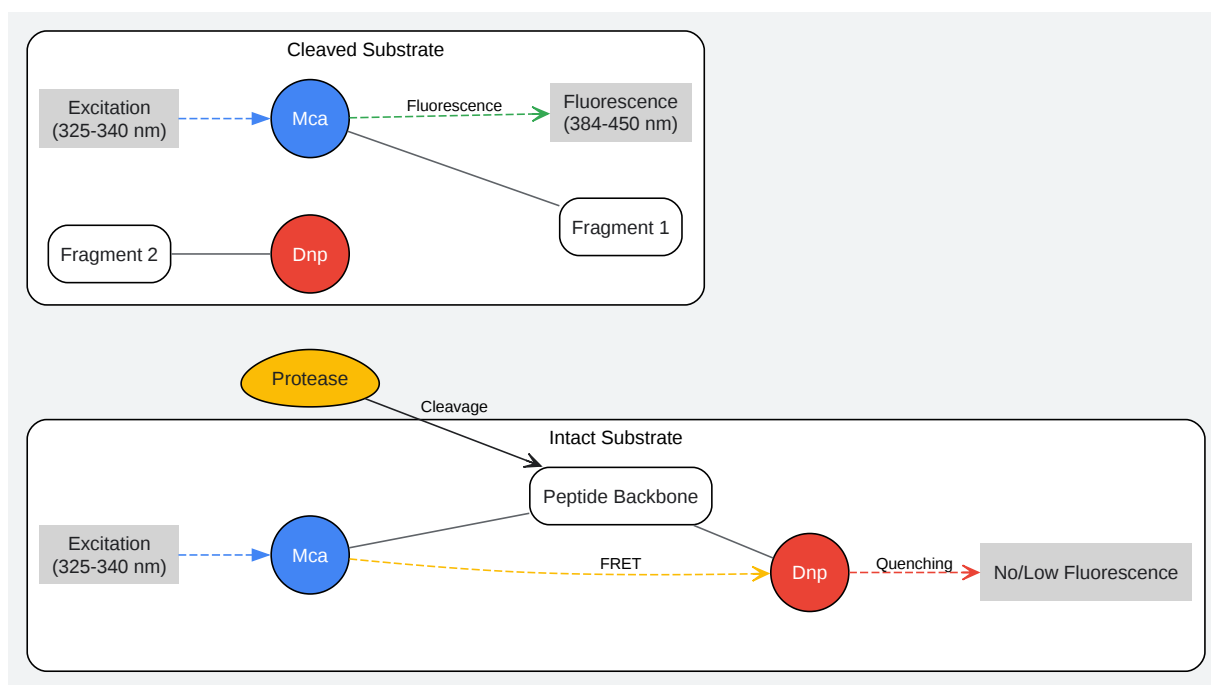 Cleaved Substrate
Excitation
(325-340 nm)
Mca
Fluorescence
Fluorescence
(384-450 nm)
Fragment 1
Fragment 2
Dnp
Protease
Cleavage
Intact Substrate
Peptide Backbone
Excitation
(325-340 nm)
Mca
FRET
Dnp
Quenching
No/Low Fluorescence